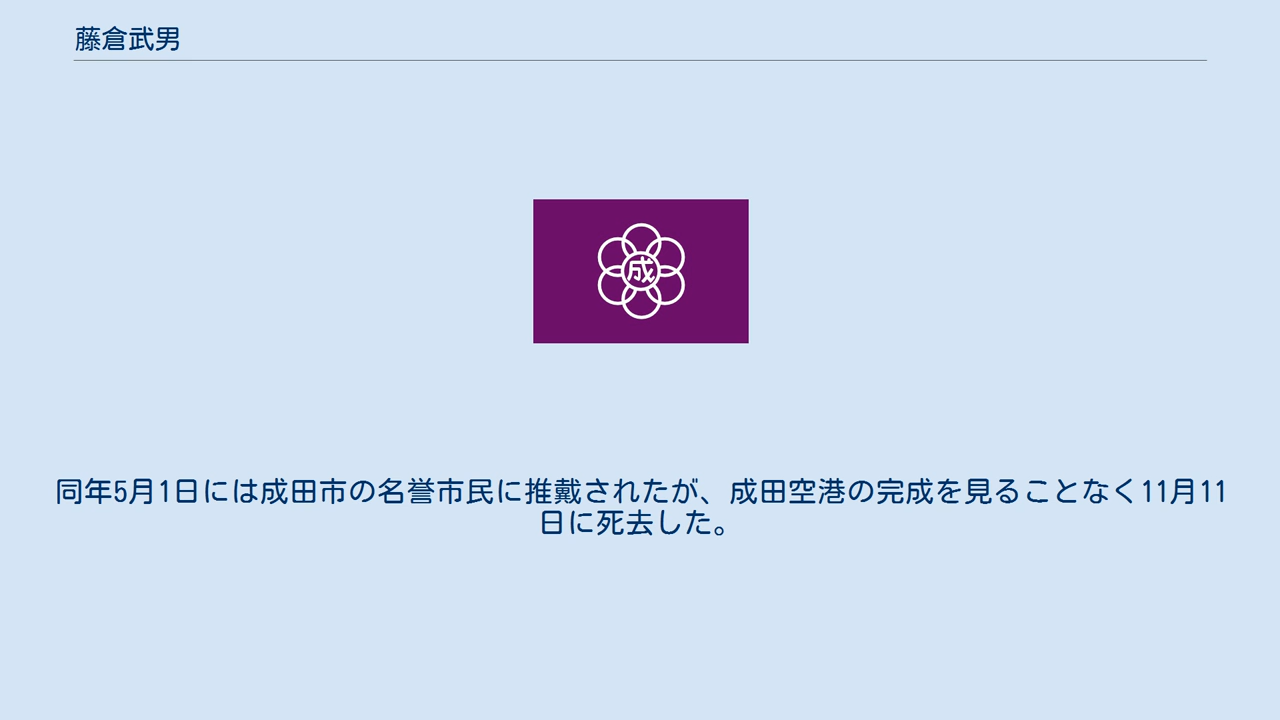 藤倉武男
成
同年5月1日には成田市の名誉市民に推戴されたが、成田空港の完成を見ることなく11月11
日に死去した。